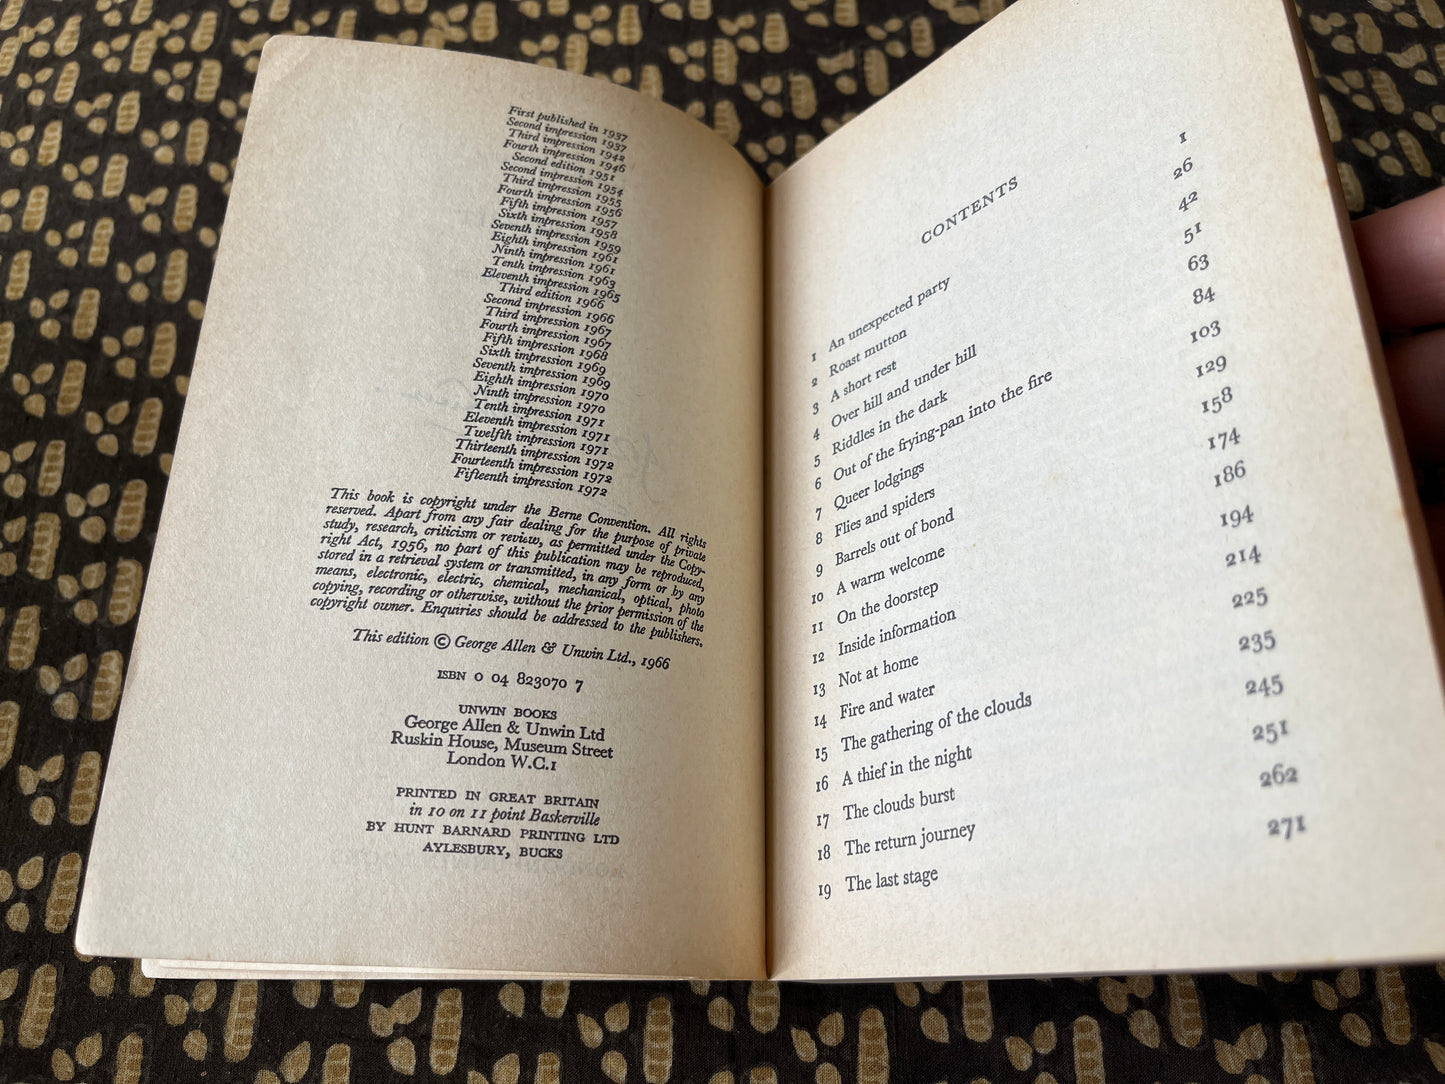 First published in 1937
Second impression 1937
Third impression 1942
Fourth impression 1946
Second edition 1951
Second impression 1954
Third impression 1955
Fourth impression 1956
Fifth impression 1957
Sixth impression 1958
Seventh impression 1959
Eighth impression 1961
Ninth impression 1961
Tenth impression 1963
Eleventh impression 1965
Third edition 1966
Second impression 1966
Third impression 1967
Fourth impression 1967
Fifth impression 1968
Sixth impression 1969
Seventh impression 1969
Eighth impression 1970
Ninth impression 1970
Tenth impression 1971
Eleventh impression 1971
Twelfth impression 1971
Thirteenth impression 1972
Fourteenth impression 1972
Fifteenth impression 1972
This book is copyright under the Berne Convention. All rights
reserved. Apart from any fair dealing for the purpose of private
study, research, criticism or review, as permitted under the Copy-
right Act, 1956, no part of this publication may be reproduced,
stored in a retrieval system or transmitted, in any form or by any
means, electronic, electric, chemical, mechanical, optical, photo
copying, recording or otherwise, without the prior permission of the
copyright owner. Enquiries should be addressed to the publishers.
This edition © George Allen & Unwin Ltd., 1966
ISBN 0 04 823070 7
UNWIN BOOKS
George Allen & Unwin Ltd
Ruskin House, Museum Street
London W.C.1
PRINTED IN GREAT BRITAIN
in 10 on 11 point Baskerville
BY HUNT BARNARD PRINTING LTD
AYLESBURY, BUCKS
CONTENTS
1 An unexpected party 1
2 Roast mutton 26
3 A short rest 42
4 Over hill and under hill 51
5 Riddles in the dark 63
6 Out of the frying-pan into the fire 84
7 Queer lodgings 103
8 Flies and spiders 129
9 Barrels out of bond 158
10 A warm welcome 174
11 On the doorstep 186
12 Inside information 194
13 Not at home 214
14 Fire and water 225
15 The gathering of the clouds 235
16 A thief in the night 245
17 The clouds burst 251
18 The return journey 262
19 The last stage 271